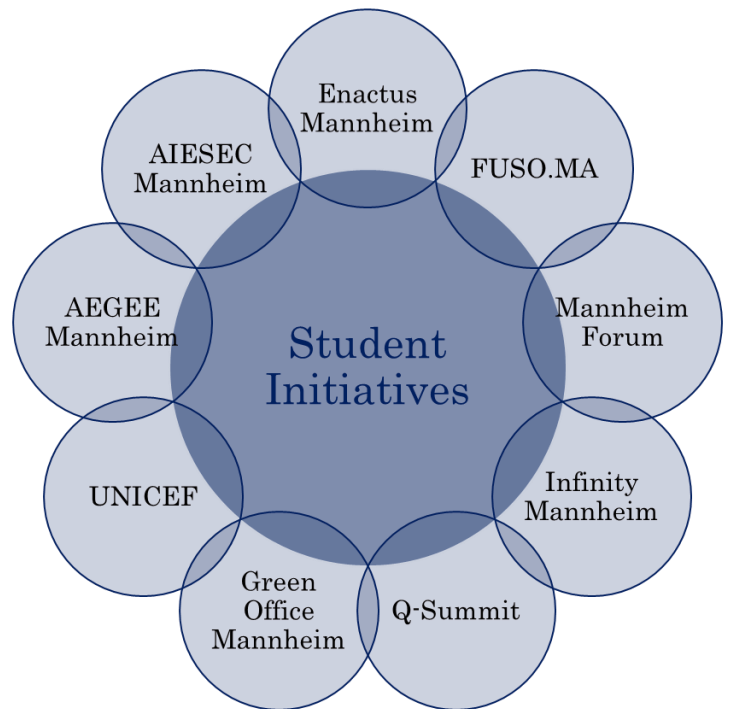 Enactus
Mannheim
FUSO.MA
Mannheim
Forum
Infinity
Mannheim
Q-Summit
Green
Office
Mannheim
UNICEF
AEGEE
Mannheim
AIESEC
Mannheim
Student
Initiatives